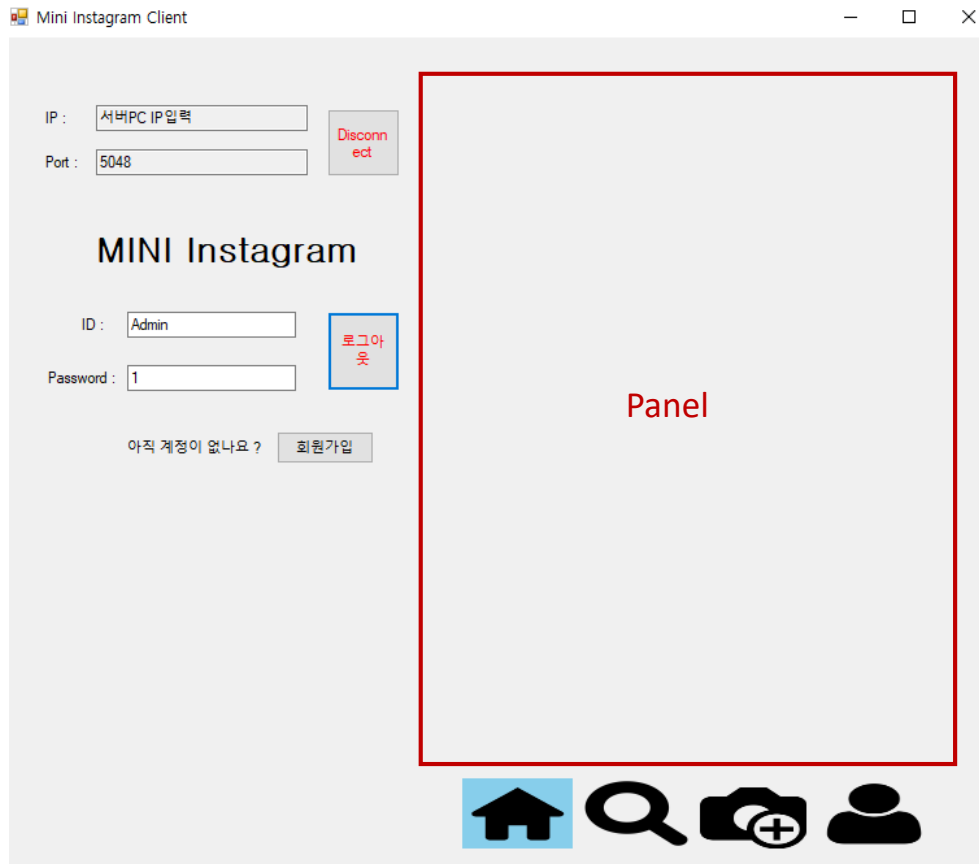 Mini Instagram Client
IP :
서버PC IP입력
Disconn
ect
Port :
5048
MINI Instagram
ID :
Admin
로그아
웃
Password :
1
아직 계정이 없나요 ?
회원가입
Panel